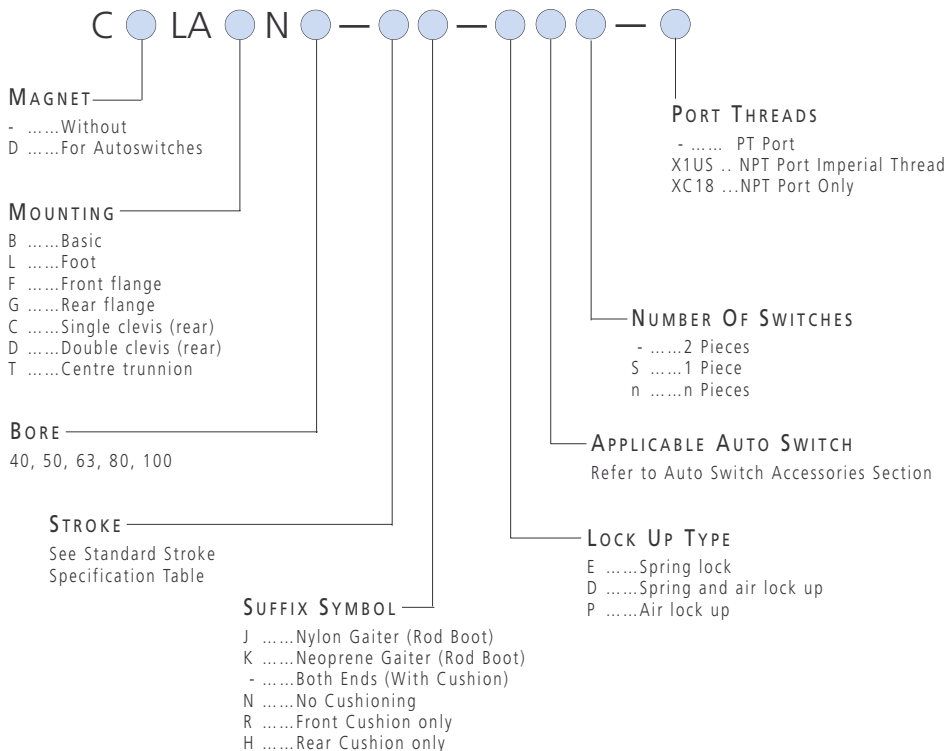 C LA N — — —
MAGNET
- ......Without
D ......For Autoswitches
MOUNTING
B ......Basic
L ......Foot
F ......Front flange
G ......Rear flange
C ......Single clevis (rear)
D ......Double clevis (rear)
T ......Centre trunnion
BORE
40, 50, 63, 80, 100
STROKE
See Standard Stroke
Specification Table
SUFFIX SYMBOL
J ......Nylon Gaiter (Rod Boot)
K ......Neoprene Gaiter (Rod Boot)
- ......Both Ends (With Cushion)
N ......No Cushioning
R ......Front Cushion only
H ......Rear Cushion only
PORT THREADS
- ...... PT Port
X1US .. NPT Port Imperial Thread
XC18 ...NPT Port Only
NUMBER OF SWITCHES
- ......2 Pieces
S ......1 Piece
n ......n Pieces
APPLICABLE AUTO SWITCH
Refer to Auto Switch Accessories Section
LOCK UP TYPE
E ......Spring lock
D ......Spring and air lock up
P ......Air lock up